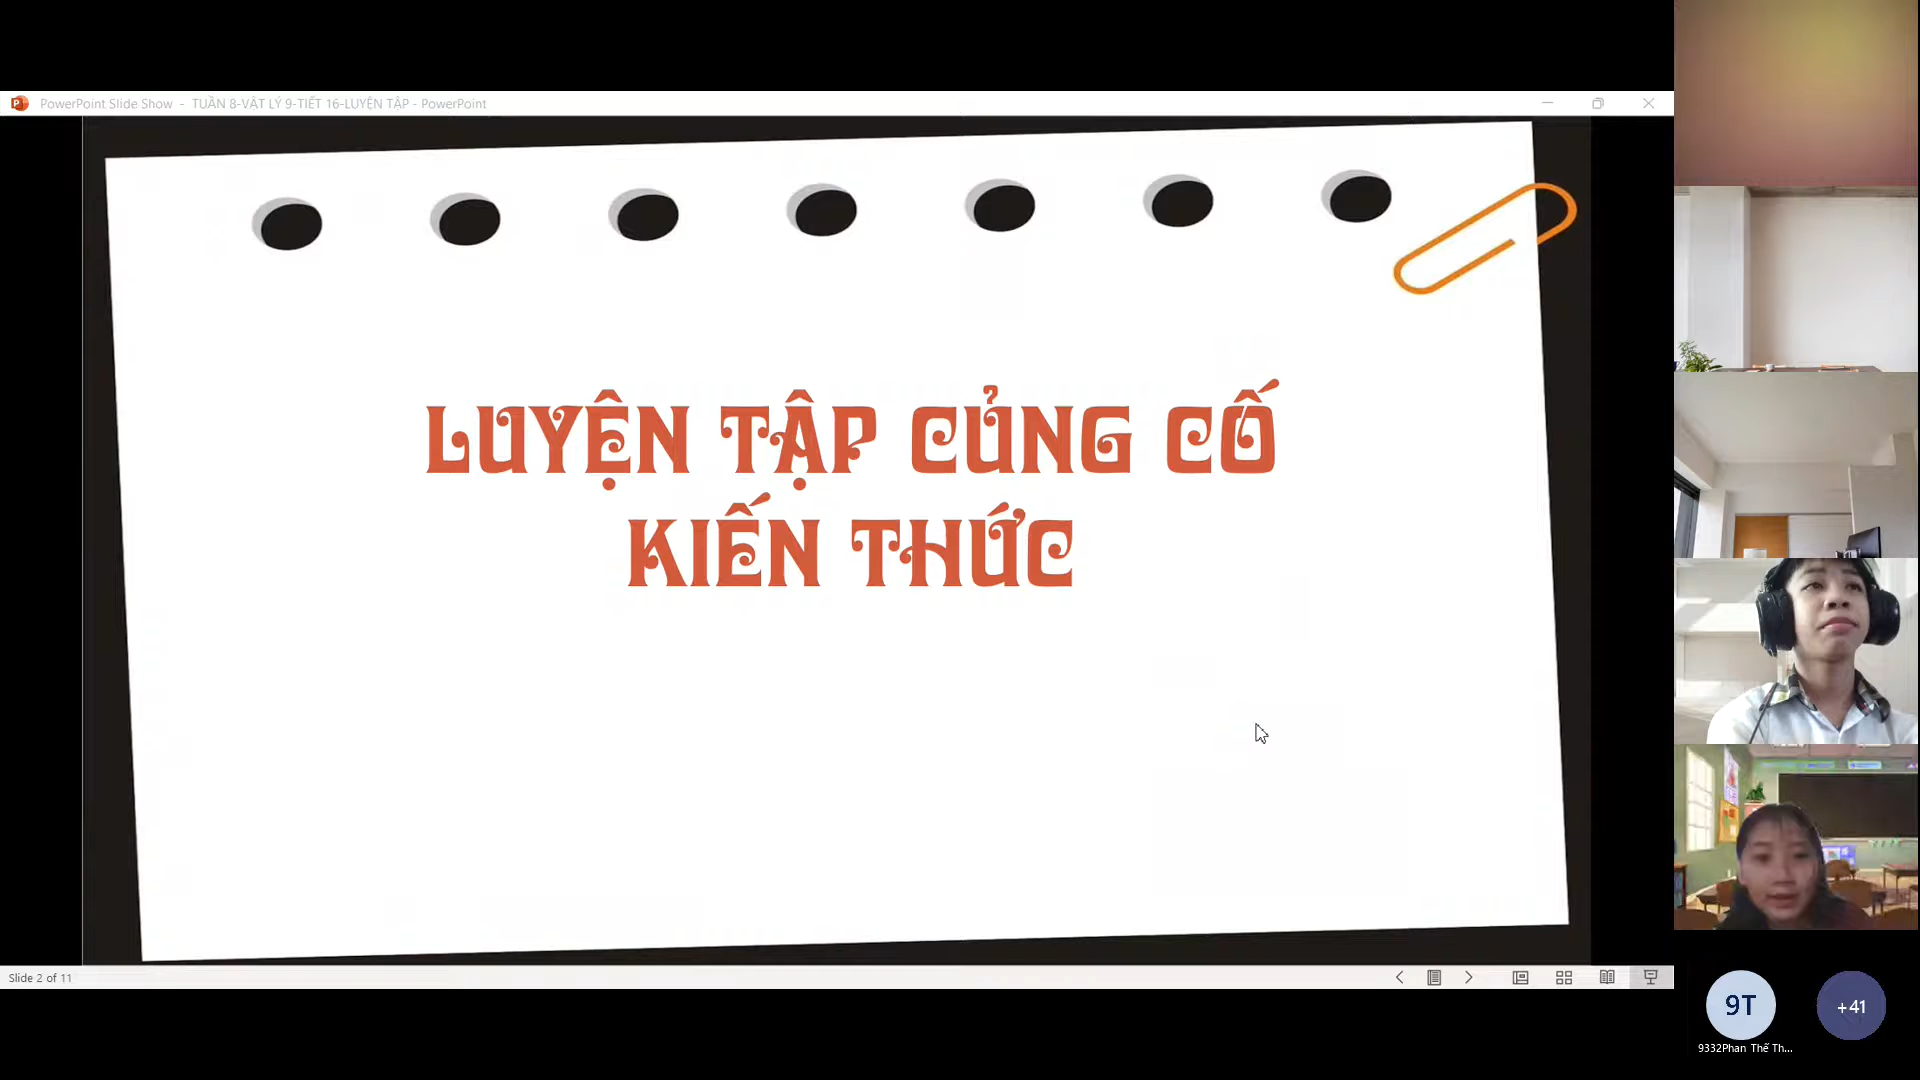 PowerPoint Slide Show - TUẦN 8-VẬT LÝ 9-TIẾT 16-LUYỆN TẬP - PowerPoint
LUYỆN TẬP CỦNG CỐ
KIẾN THỨC
Slide 2 of 11
9T
+41
9332Phan Thế Th...